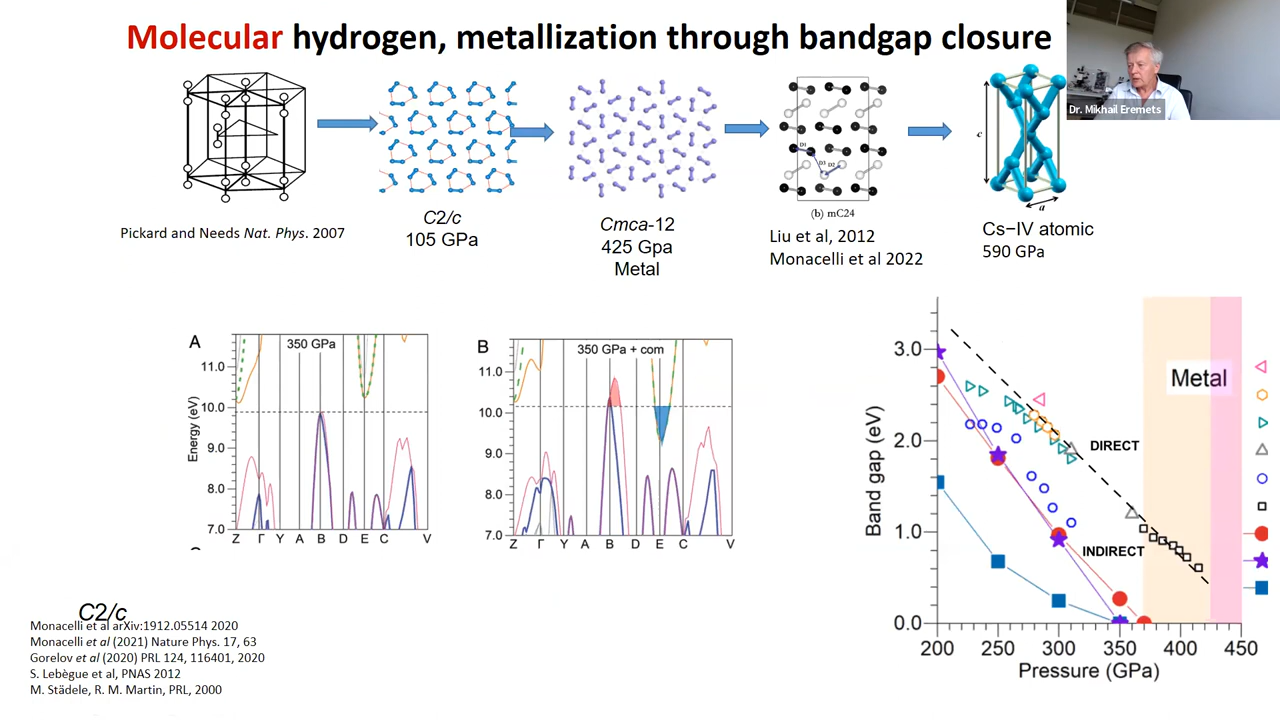 Molecular hydrogen, metallization through bandgap closure
Dr. Mikhail Eremets
Pickard and Needs Nat. Phys. 2007
C2/c
105 GPa
Cmca-12
425 Gpa
Metal
D1
D3
D2
(b) mC24
Liu et al, 2012
Monacelli et al 2022
c
a
Cs−IV atomic
590 GPa
A
350 GPa
Energy (eV)
11.0
10.0
9.0
8.0
7.0
Z Γ Y A B D E C V
B
350 GPa + com
11.0
10.0
9.0
8.0
7.0
Z Γ Y A B D E C V
Band gap (eV)
3.0
2.0
1.0
0.0
Metal
DIRECT
INDIRECT
200 250 300 350 400 450
Pressure (GPa)
C2/c
Monacelli et al arXiv:1912.05514 2020
Monacelli et al (2021) Nature Phys. 17, 63
Gorelov et al (2020) PRL 124, 116401, 2020
S. Lebègue et al, PNAS 2012
M. Städele, R. M. Martin, PRL, 2000